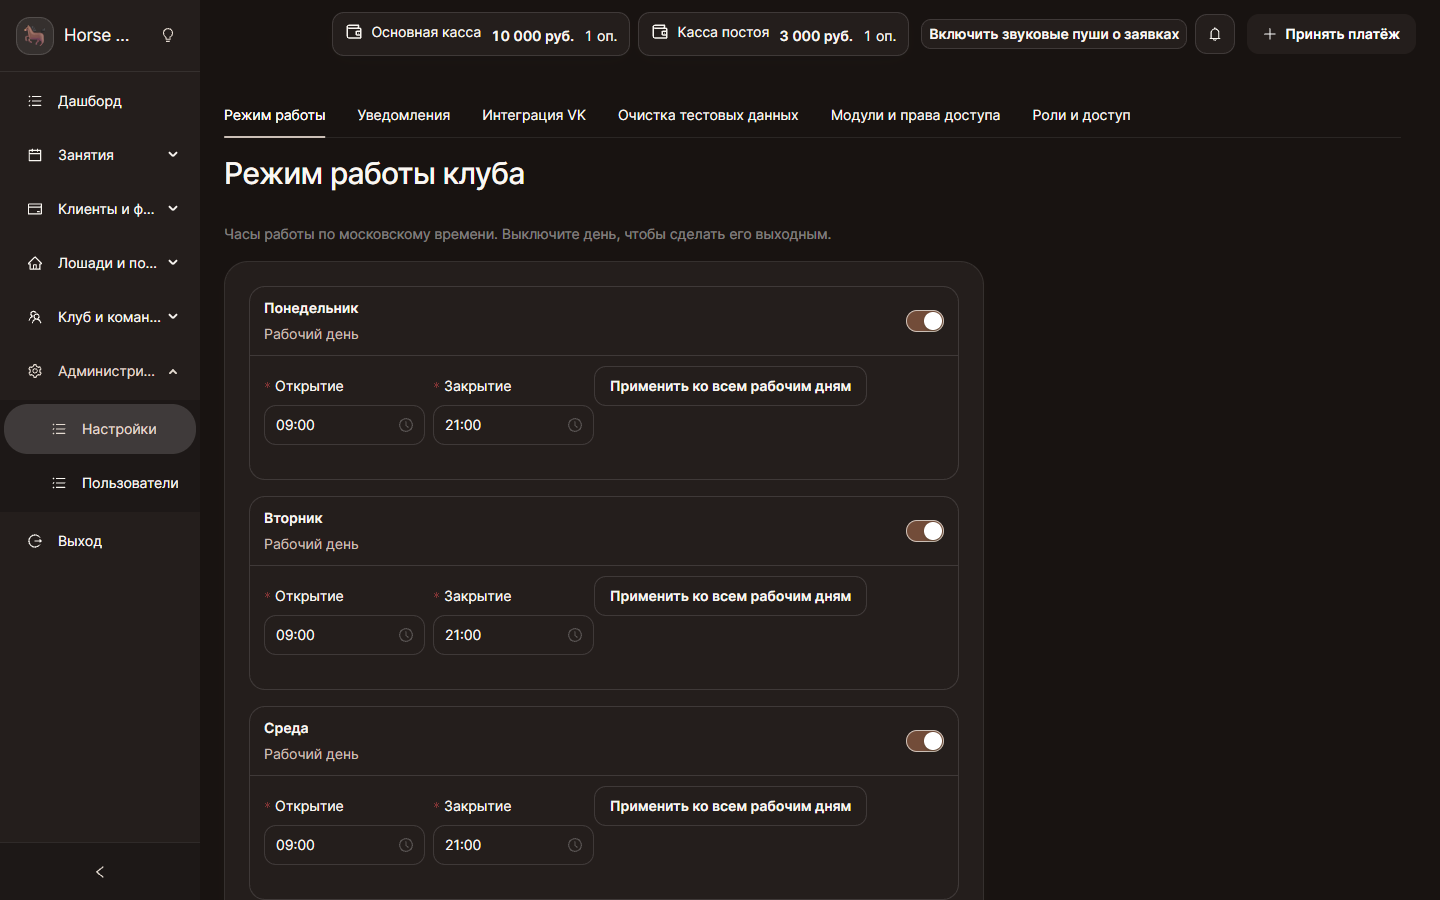 Horse ...
Основная касса 10 000 руб. 1 оп.
Касса постоя 3 000 руб. 1 оп.
Включить звуковые пуши о заявках
Принять платёж
Дашборд
Занятия
Клиенты и ф...
Лошади и по...
Клуб и коман...
Администри...
Настройки
Пользователи
Выход
Режим работы
Уведомления
Интеграция VK
Очистка тестовых данных
Модули и права доступа
Роли и доступ
Режим работы клуба
Часы работы по московскому времени. Выключите день, чтобы сделать его выходным.
Понедельник
Рабочий день
* Открытие
* Закрытие
Применить ко всем рабочим дням
09:00
21:00
Вторник
Рабочий день
* Открытие
* Закрытие
Применить ко всем рабочим дням
09:00
21:00
Среда
Рабочий день
* Открытие
* Закрытие
Применить ко всем рабочим дням
09:00
21:00